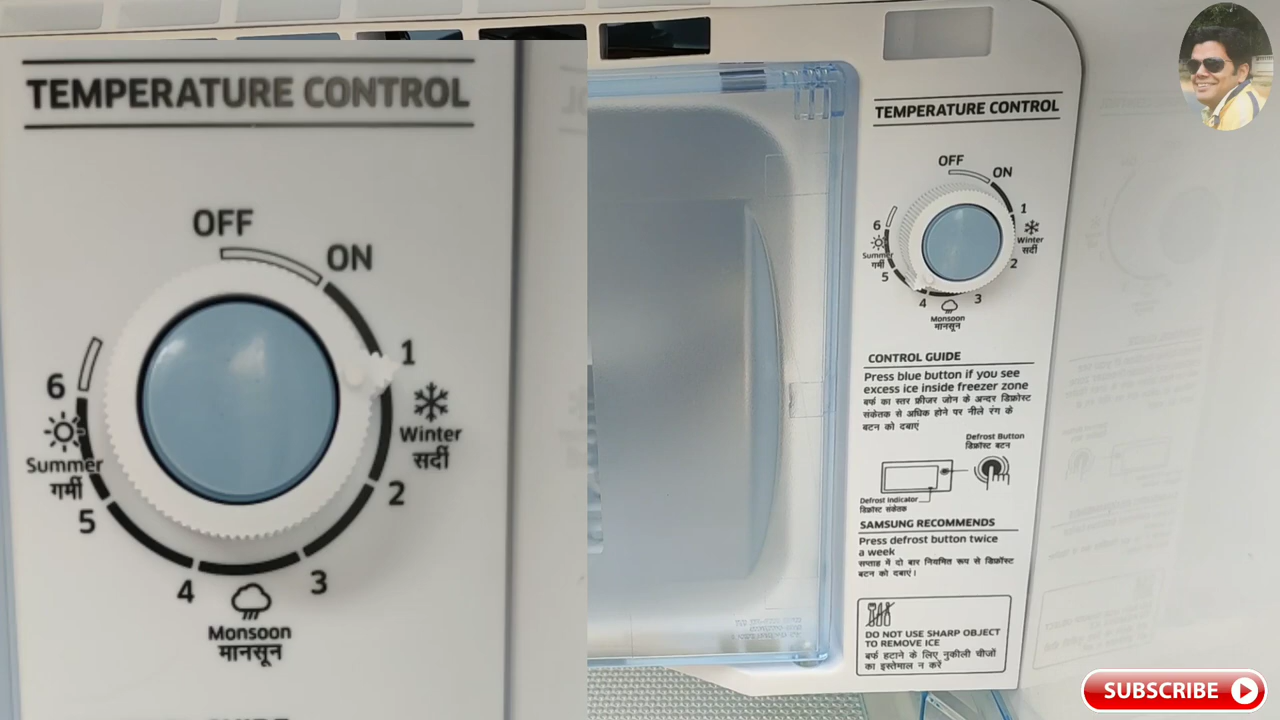 TEMPERATURE CONTROL
OFF
ON
1
Winter
सर्दी
2
3
Monsoon
मानसून
4
5
Summer
गर्मी
6
TEMPERATURE CONTROL
OFF
ON
1
Winter
सर्दी
2
3
Monsoon
मानसून
4
5
Summer
गर्मी
6
CONTROL GUIDE
Press blue button if you see
excess ice inside freezer zone
बर्फ का स्तर फ्रीजर जोन के अन्दर डिफ्रॉस्ट
संकेतक से अधिक होने पर नीले रंग के
बटन को दबाएं
Defrost Button
डिफ्रॉस्ट बटन
Defrost Indicator
डिफ्रॉस्ट संकेतक
SAMSUNG RECOMMENDS
Press defrost button twice
a week
सप्ताह में दो बार नियमित रूप से डिफ्रॉस्ट
बटन को दबाएं।
DO NOT USE SHARP OBJECT
TO REMOVE ICE
बर्फ हटाने के लिए नुकीली चीजों
का इस्तेमाल न करें
SUBSCRIBE